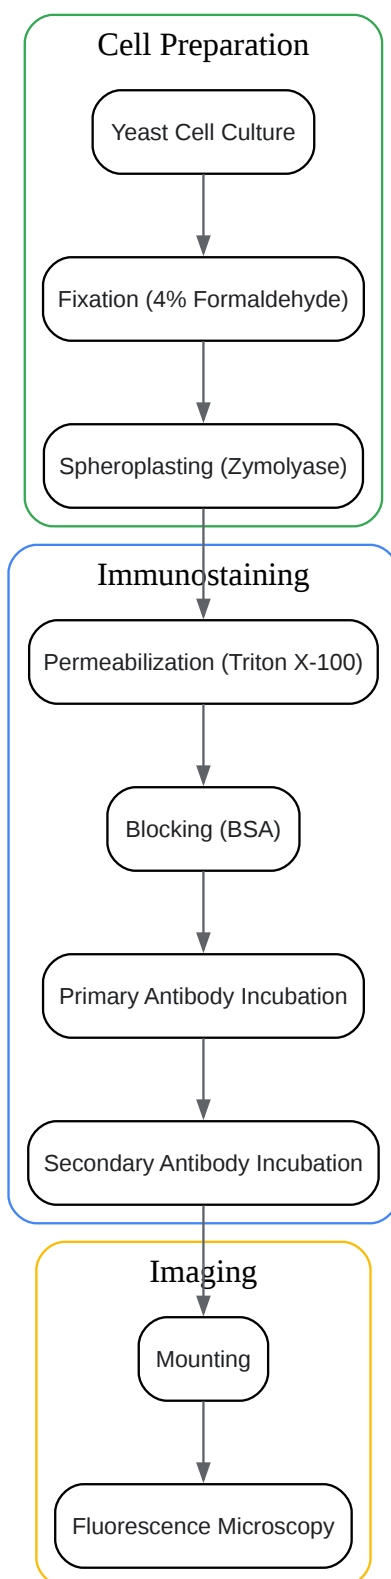 Cell Preparation
Yeast Cell Culture
Fixation (4% Formaldehyde)
Spheroplasting (Zymolyase)
Immunostaining
Permeabilization (Triton X-100)
Blocking (BSA)
Primary Antibody Incubation
Secondary Antibody Incubation
Imaging
Mounting
Fluorescence Microscopy